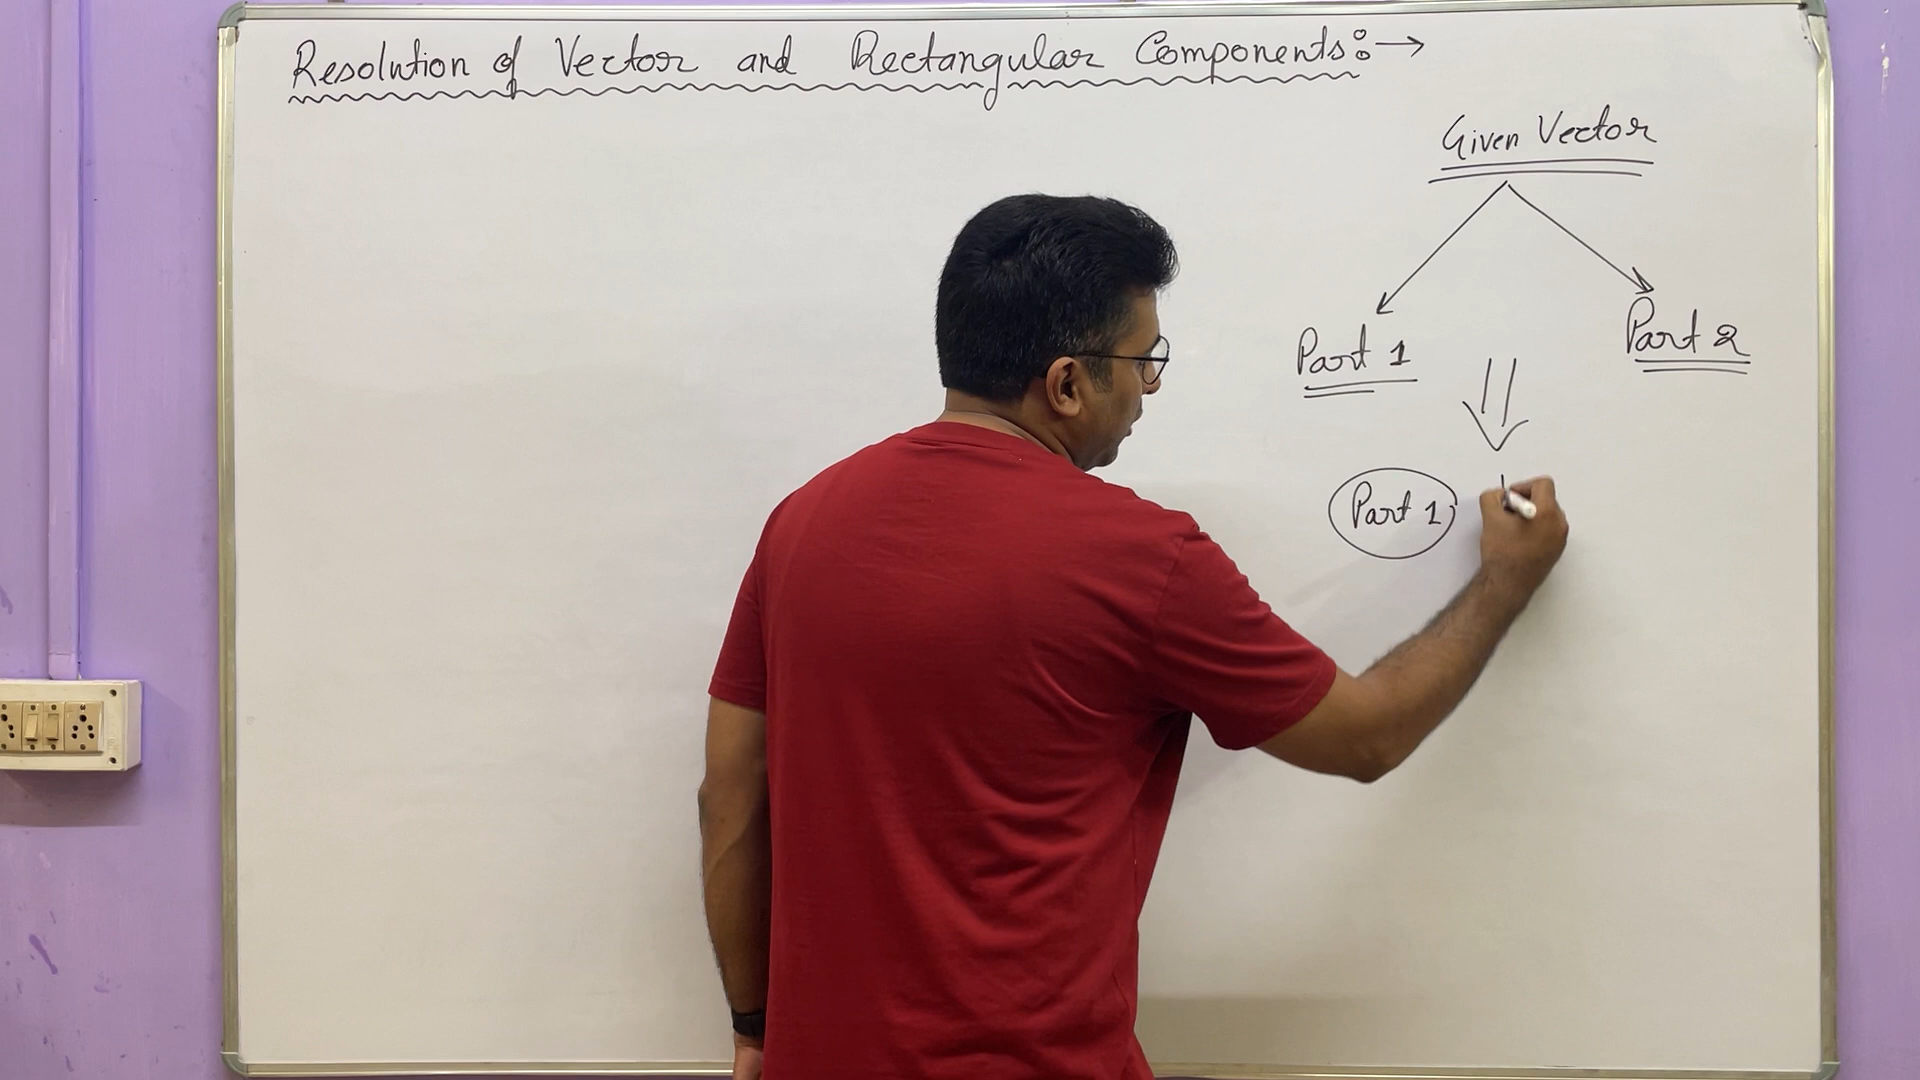 Resolution of Vector and Rectangular Components:→
Given Vector
Part 1
Part 2
Part 1